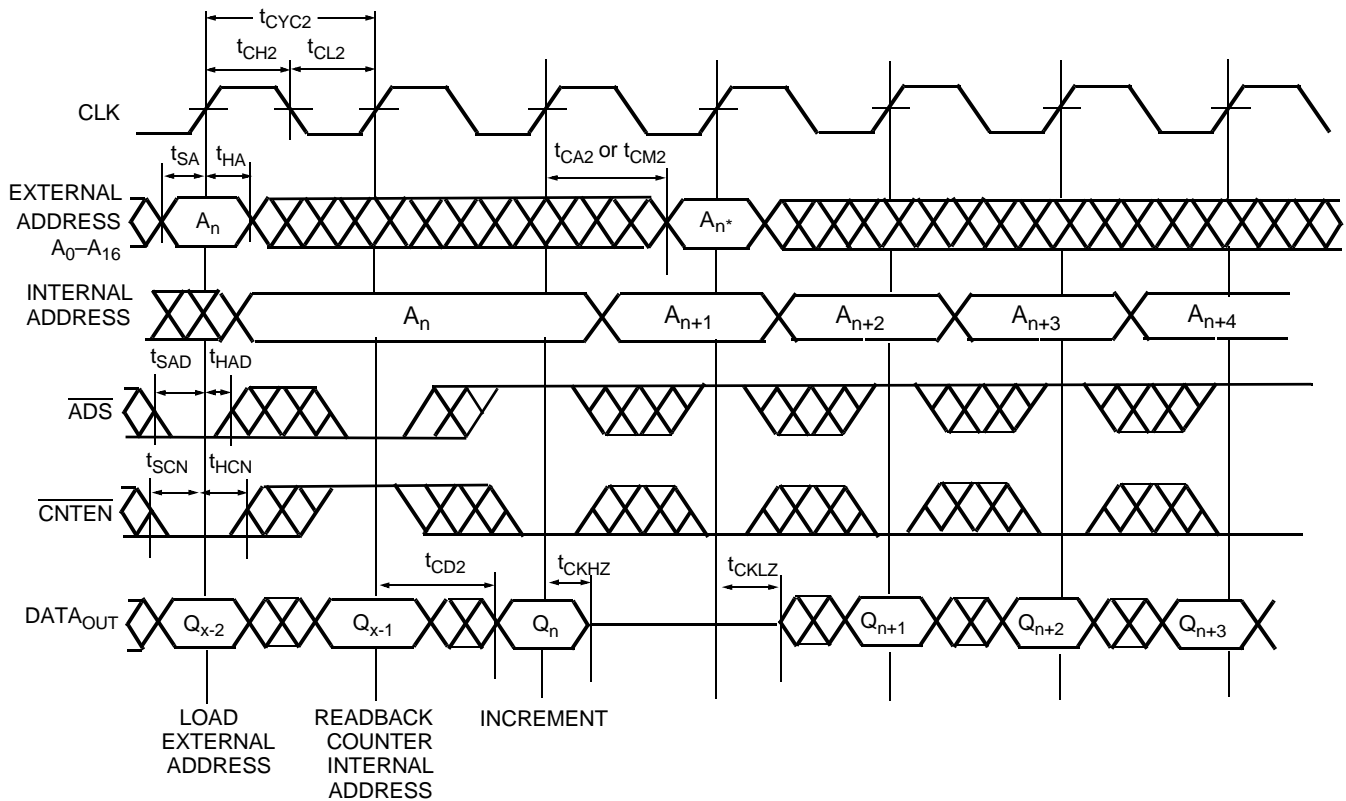 tCYC2
tCH2 tCL2
CLK
tSA tHA tCA2 or tCM2
EXTERNAL
ADDRESS
A0–A16
An An*
INTERNAL
ADDRESS
An An+1 An+2 An+3 An+4
tSAD tHAD
ADS
tSCN tHCN
CNTEN
tCD2 tCKHZ tCKLZ
DATAOUT
Qx-2 Qx-1 Qn Qn+1 Qn+2 Qn+3
LOAD
EXTERNAL
ADDRESS
READBACK
COUNTER
INTERNAL
ADDRESS
INCREMENT